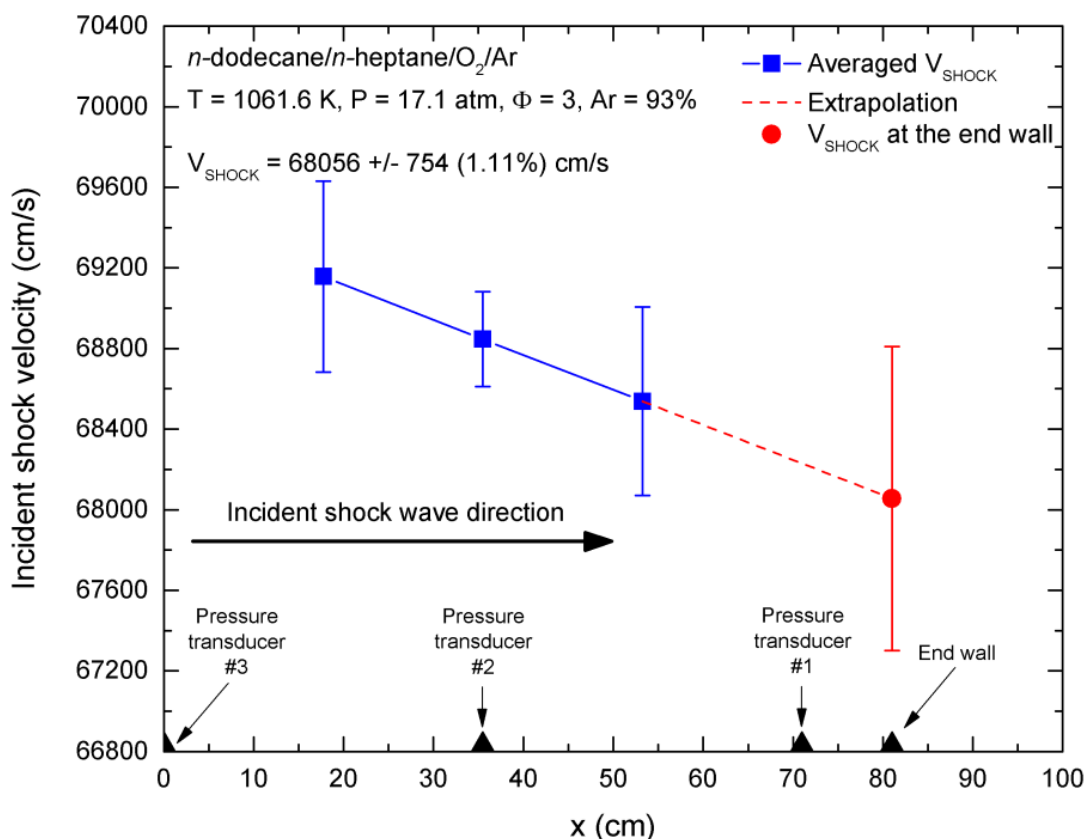 n-dodecane/n-heptane/O2/Ar
T = 1061.6 K, P = 17.1 atm, Φ = 3, Ar = 93%
VSHOCK = 68056 +/- 754 (1.11%) cm/s
Averaged VSHOCK
Extrapolation
VSHOCK at the end wall
Incident shock velocity (cm/s)
70400
70000
69600
69200
68800
68400
68000
67600
67200
66800
Incident shock wave direction
Pressure
transducer
#3
Pressure
transducer
#2
Pressure
transducer
#1
End wall
0
10
20
30
40
50
60
70
80
90
100
x (cm)